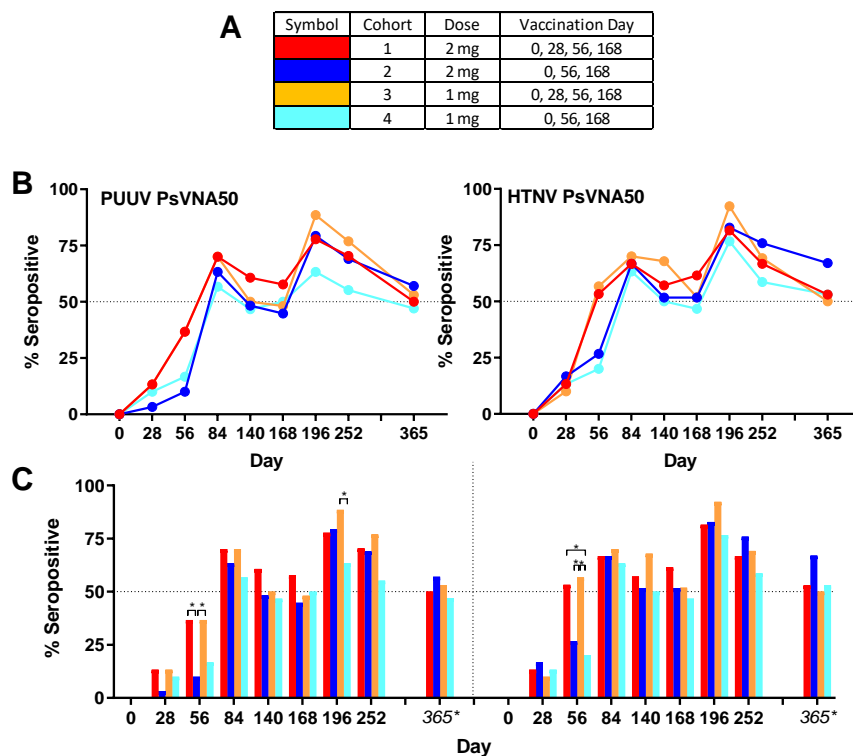 A
Symbol Cohort Dose Vaccination Day
1 2 mg 0, 28, 56, 168
2 2 mg 0, 56, 168
3 1 mg 0, 28, 56, 168
4 1 mg 0, 56, 168
B
PUUV PsVNA50
% Seropositive
100
75
50
25
0
0 28 56 84 140 168 196 252 365
Day
HTNV PsVNA50
% Seropositive
100
75
50
25
0
0 28 56 84 140 168 196 252 365
Day
C
% Seropositive
100
75
50
25
0
* * *
* * *
0 28 56 84 140 168 196 252 365*
0 28 56 84 140 168 196 252 365*
Day